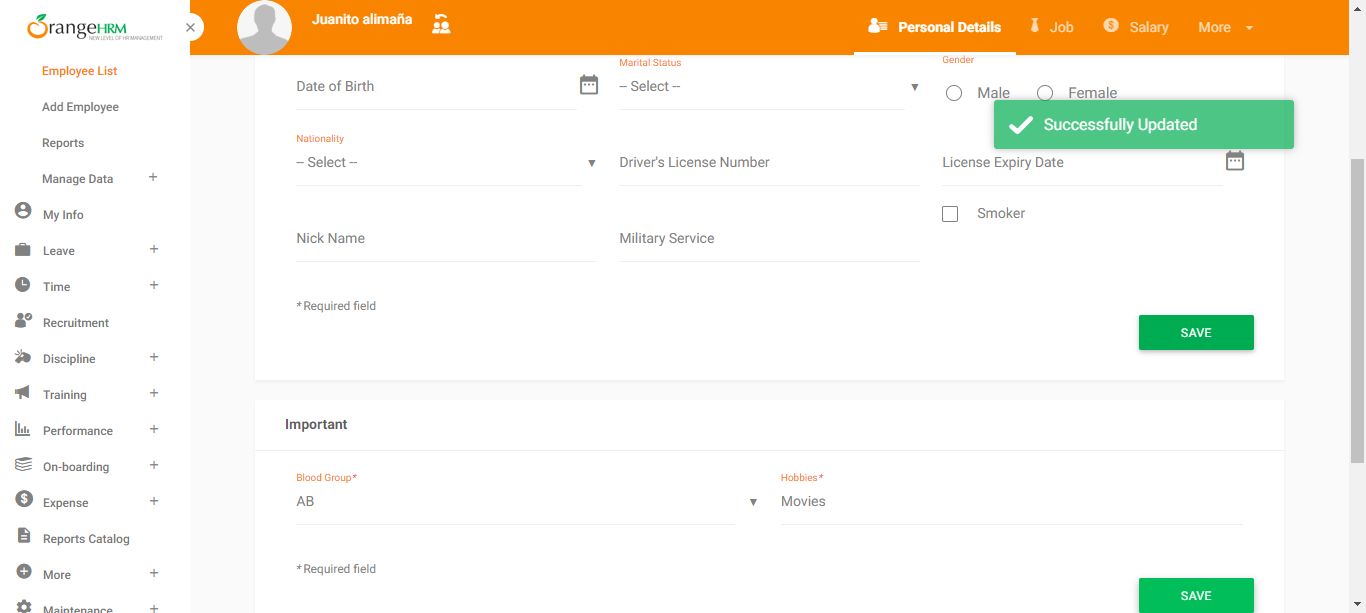 OrangeHRM
NEW LEVEL OF HR MANAGEMENT
Employee List
Add Employee
Reports
Manage Data +
My Info
Leave +
Time +
Recruitment
Discipline +
Training +
Performance +
On-boarding +
Expense +
Reports Catalog
More +
Maintenance +
Juanito alimaña
Personal Details
Job
Salary
More
Date of Birth
Marital Status
-- Select --
Gender
Male
Female
Successfully Updated
Nationality
-- Select --
Driver's License Number
License Expiry Date
Nick Name
Military Service
Smoker
* Required field
SAVE
Important
Blood Group*
AB
Hobbies*
Movies
* Required field
SAVE